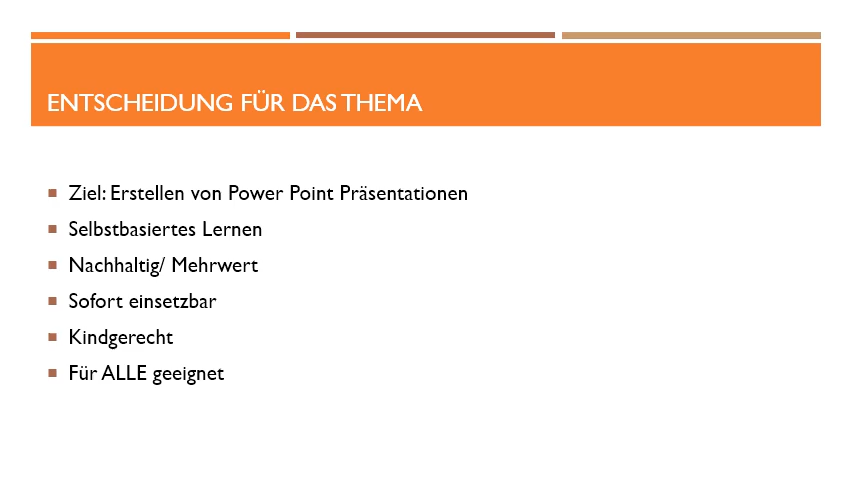 ENTSCHEIDUNG FÜR DAS THEMA
Ziel: Erstellen von Power Point Präsentationen
Selbstbasiertes Lernen
Nachhaltig/ Mehrwert
Sofort einsetzbar
Kindgerecht
Für ALLE geeignet